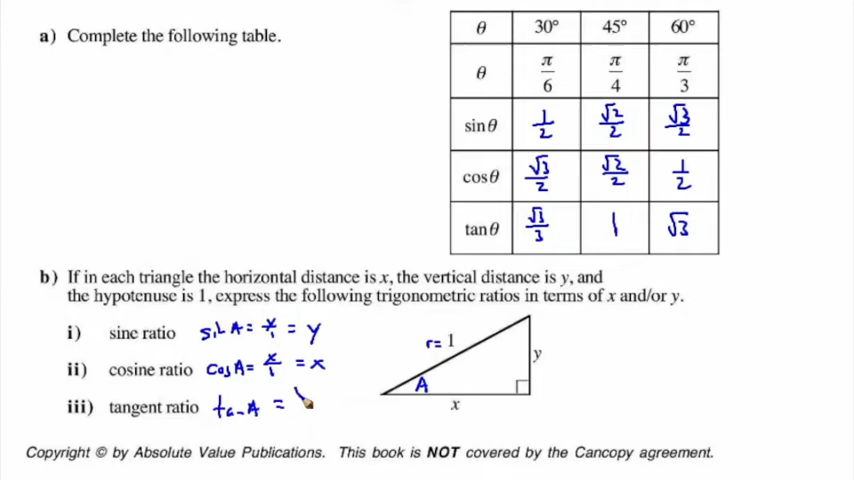 a) Complete the following table.
θ 30° 45° 60°
θ π/6 π/4 π/3
sinθ 1/2 √2/2 √3/2
cosθ √3/2 √2/2 1/2
tanθ √3/3 1 √3
b) If in each triangle the horizontal distance is x, the vertical distance is y, and
the hypotenuse is 1, express the following trigonometric ratios in terms of x and/or y.
i) sine ratio sin A = y/1 = y
ii) cosine ratio cos A = x/1 = x
iii) tangent ratio tan A =
r= 1
y
A
x
Copyright © by Absolute Value Publications. This book is NOT covered by the Cancopy agreement.